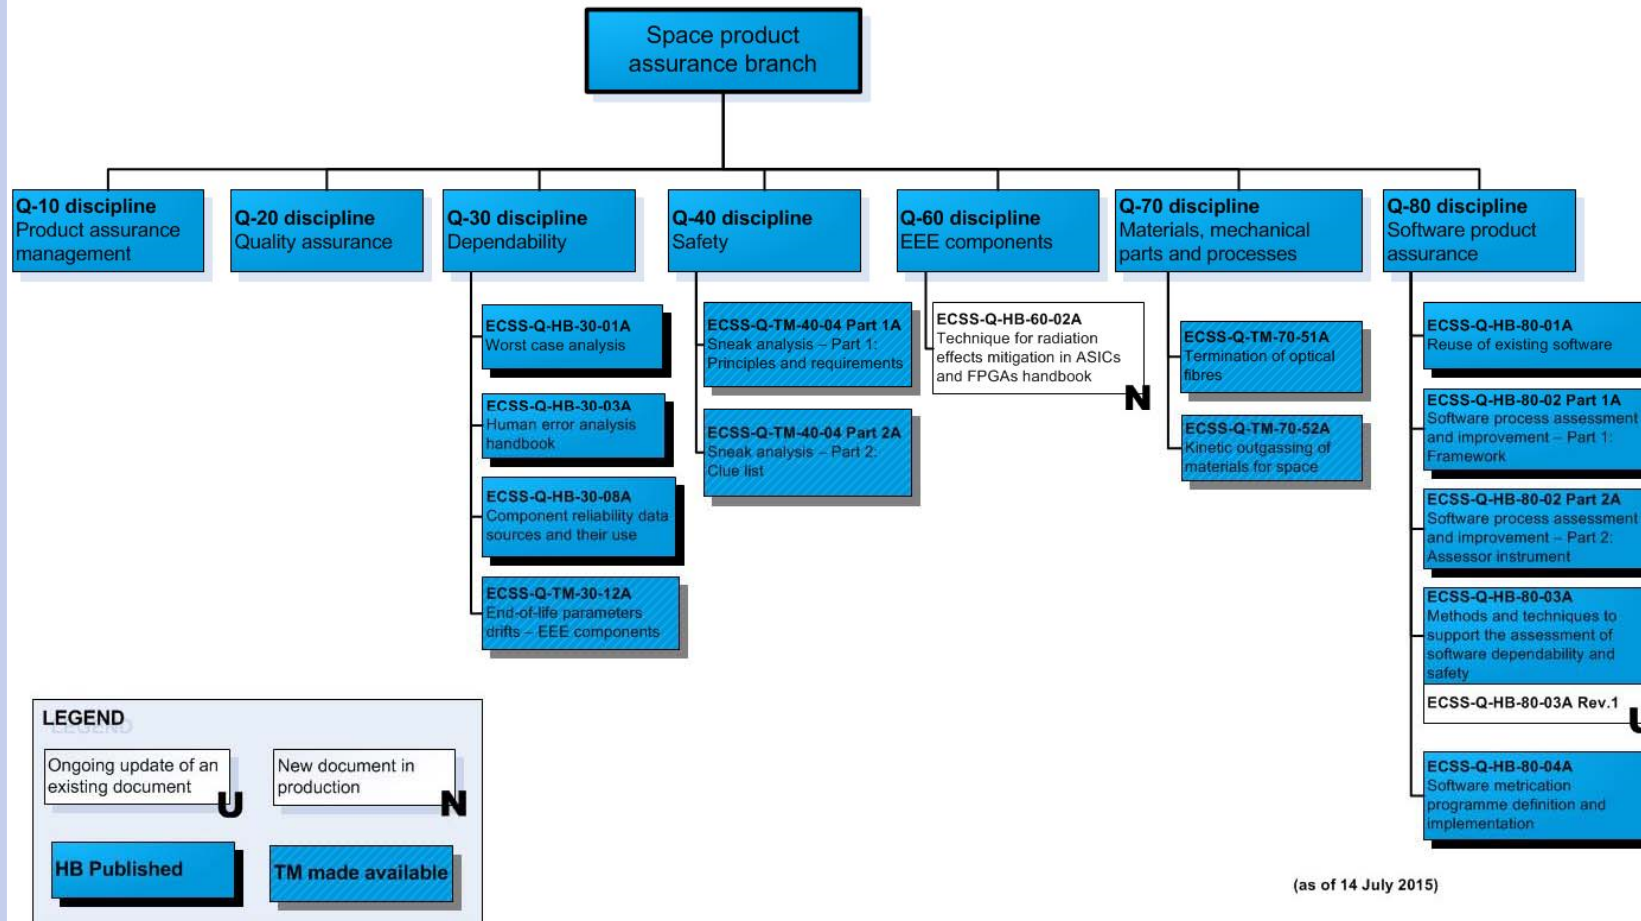 Space product
assurance branch
Q-10 discipline
Product assurance
management
Q-20 discipline
Quality assurance
Q-30 discipline
Dependability
Q-40 discipline
Safety
Q-60 discipline
EEE components
Q-70 discipline
Materials, mechanical
parts and processes
Q-80 discipline
Software product
assurance
ECSS-Q-HB-30-01A
Worst case analysis
ECSS-Q-HB-30-03A
Human error analysis
handbook
ECSS-Q-HB-30-08A
Component reliability data
sources and their use
ECSS-Q-TM-30-12A
End-of-life parameters
drifts – EEE components
ECSS-Q-TM-40-04 Part 1A
Sneak analysis – Part 1:
Principles and requirements
ECSS-Q-TM-40-04 Part 2A
Sneak analysis – Part 2:
Clue list
ECSS-Q-HB-60-02A
Technique for radiation
effects mitigation in ASICs
and FPGAs handbook
N
ECSS-Q-TM-70-51A
Termination of optical
fibres
ECSS-Q-TM-70-52A
Kinetic outgassing of
materials for space
ECSS-Q-HB-80-01A
Reuse of existing software
ECSS-Q-HB-80-02 Part 1A
Software process assessment
and improvement – Part 1:
Framework
ECSS-Q-HB-80-02 Part 2A
Software process assessment
and improvement – Part 2:
Assessor instrument
ECSS-Q-HB-80-03A
Methods and techniques to
support the assessment of
software dependability and
safety
ECSS-Q-HB-80-03A Rev.1
U
ECSS-Q-HB-80-04A
Software metrication
programme definition and
implementation
LEGEND
Ongoing update of an
existing document
U
New document in
production
N
HB Published
TM made available
(as of 14 July 2015)